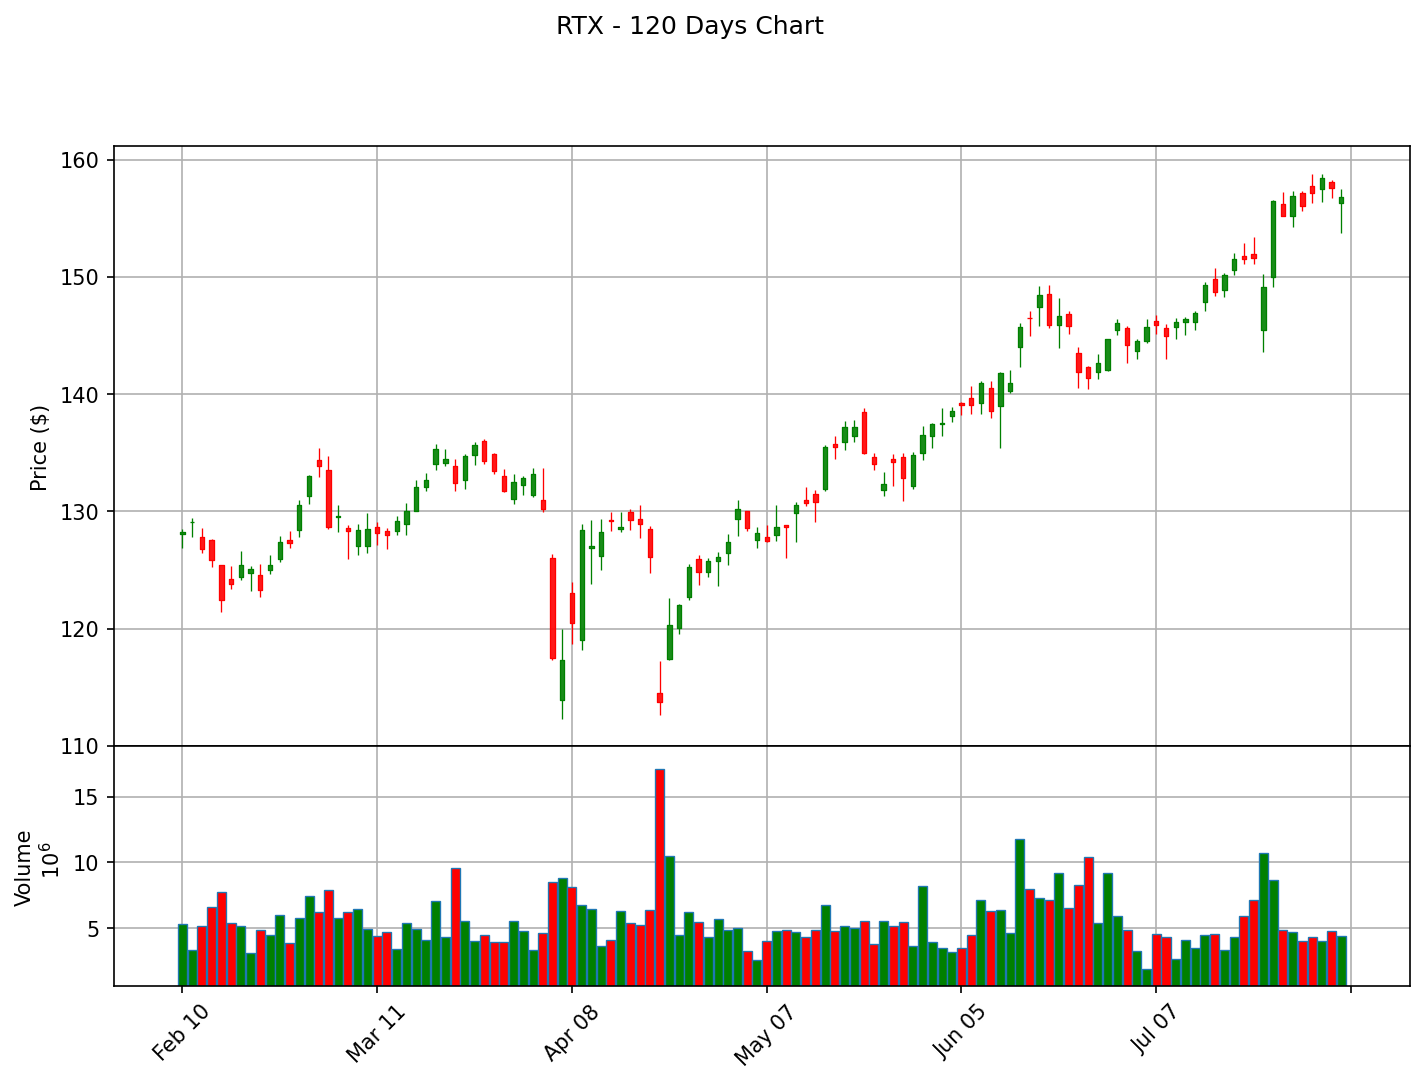 RTX - 120 Days Chart
Price ($)
160
150
140
130
120
110
Volume
10^6
15
10
5
Feb 10
Mar 11
Apr 08
May 07
Jun 05
Jul 07